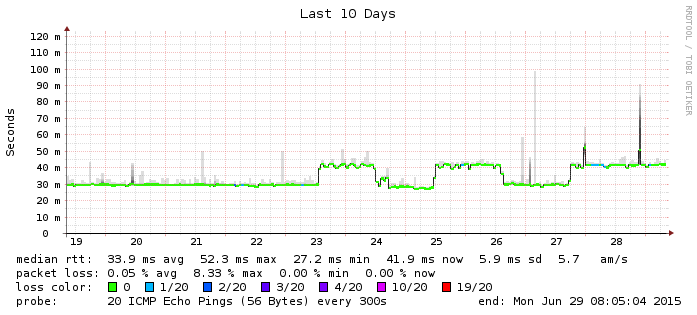 Last 10 Days
RRDTOOL / TOBI OETIKER
Seconds
120 m
110 m
100 m
90 m
80 m
70 m
60 m
50 m
40 m
30 m
20 m
10 m
0
19 20 21 22 23 24 25 26 27 28
median rtt: 33.9 ms avg 52.3 ms max 27.2 ms min 41.9 ms now 5.9 ms sd 5.7 am/s
packet loss: 0.05 % avg 8.33 % max 0.00 % min 0.00 % now
loss color: 0 1/20 2/20 3/20 4/20 10/20 19/20
probe: 20 ICMP Echo Pings (56 Bytes) every 300s end: Mon Jun 29 08:05:04 2015